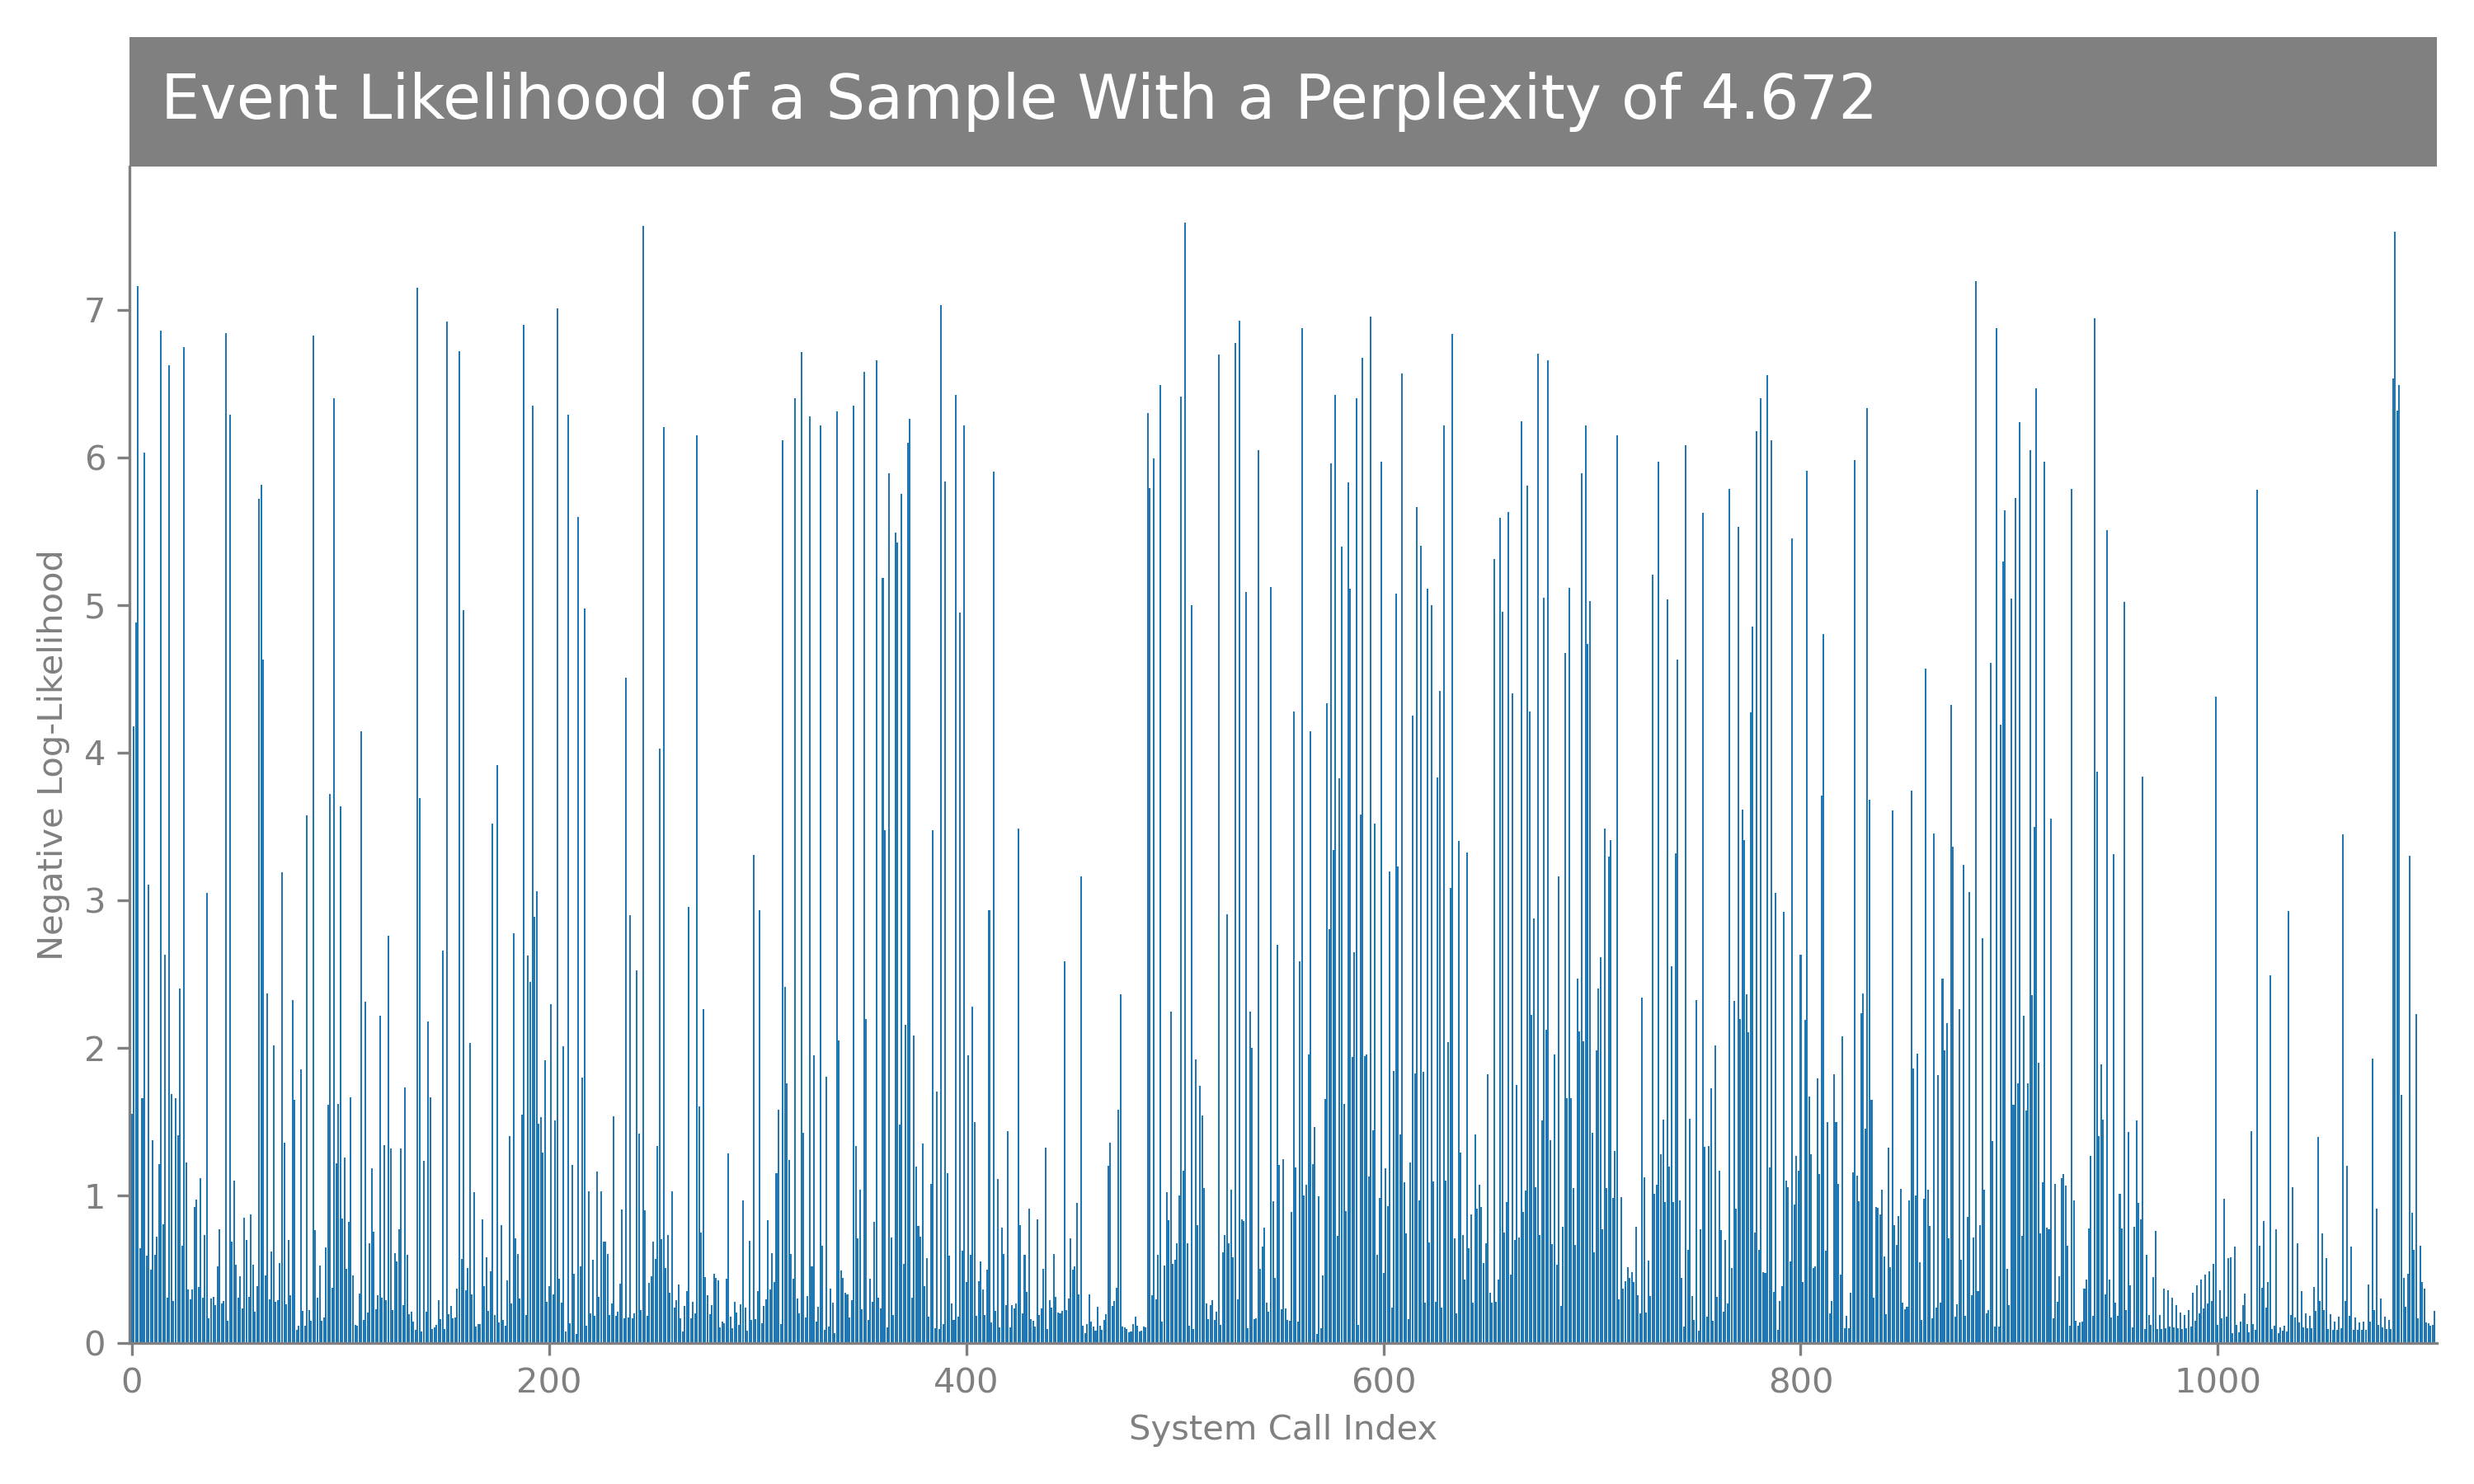 Event Likelihood of a Sample With a Perplexity of 4.672
Negative Log-Likelihood
7
6
5
4
3
2
1
0
0 200 400 600 800 1000
System Call Index